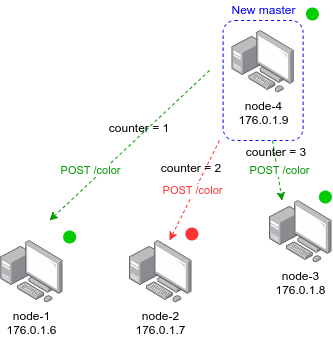 New master
node-4
176.0.1.9
counter = 1
counter = 3
counter = 2
POST /color
POST /color
POST /color
node-1
176.0.1.6
node-2
176.0.1.7
node-3
176.0.1.8